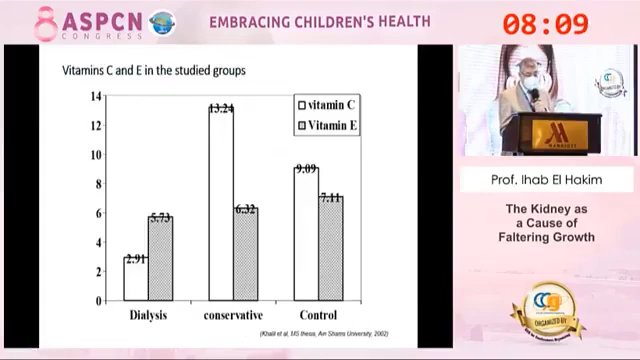 8 ASPCN
CONGRESS
EMBRACING CHILDREN'S HEALTH
08:09
Vitamins C and E in the studied groups
14
12
10
8
6
4
2
0
vitamin C
Vitamin E
2.91
5.73
13.24
6.32
9.09
7.11
Dialysis
conservative
Control
(Khalil et al, MS thesis, Ain Shams University, 2002)
MARRIOTT
Prof. Ihab El Hakim
The Kidney as
a Cause of
Faltering Growth
ORGANIZED BY